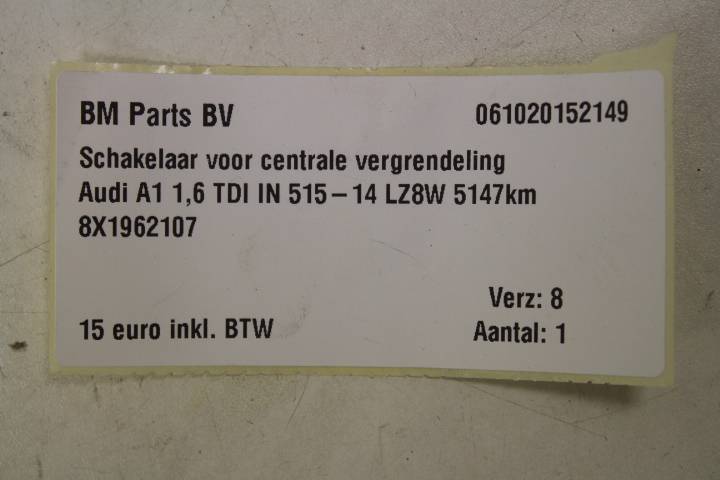 BM Parts BV 061020152149
Schakelaar voor centrale vergrendeling
Audi A1 1,6 TDI IN 515-14 LZ8W 5147km
8X1962107
Verz: 8
15 euro inkl. BTW Aantal: 1